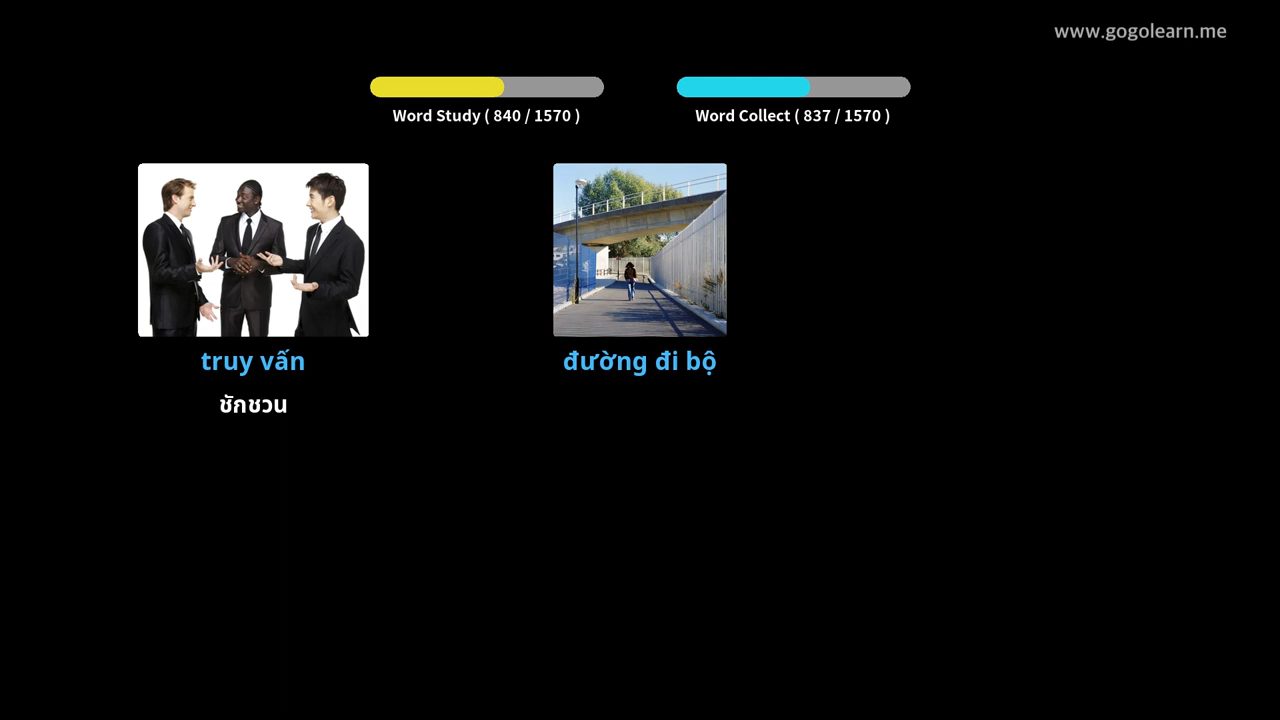 www.gogolearn.me
Word Study ( 840 / 1570 )
Word Collect ( 837 / 1570 )
truy vấn
đường đi bộ
ชักชวน